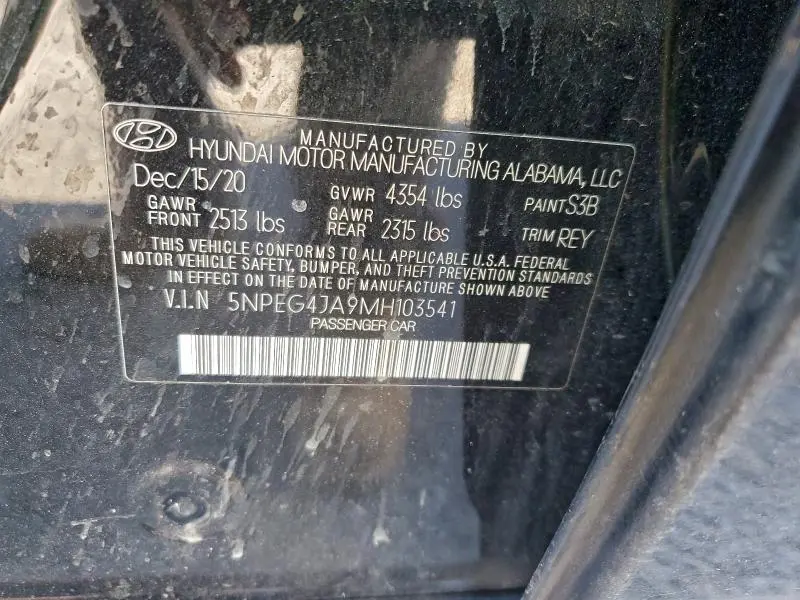 MANUFACTURED BY
HYUNDAI MOTOR MANUFACTURING ALABAMA, LLC
Dec/15/20 GVWR 4354 lbs PAINT S3B
GAWR FRONT 2513 lbs GAWR REAR 2315 lbs TRIM REY
THIS VEHICLE CONFORMS TO ALL APPLICABLE U.S.A. FEDERAL
MOTOR VEHICLE SAFETY, BUMPER, AND THEFT PREVENTION STANDARDS
IN EFFECT ON THE DATE OF MANUFACTURE SHOWN ABOVE
V.I.N 5NPEG4JA9MH103541
PASSENGER CAR